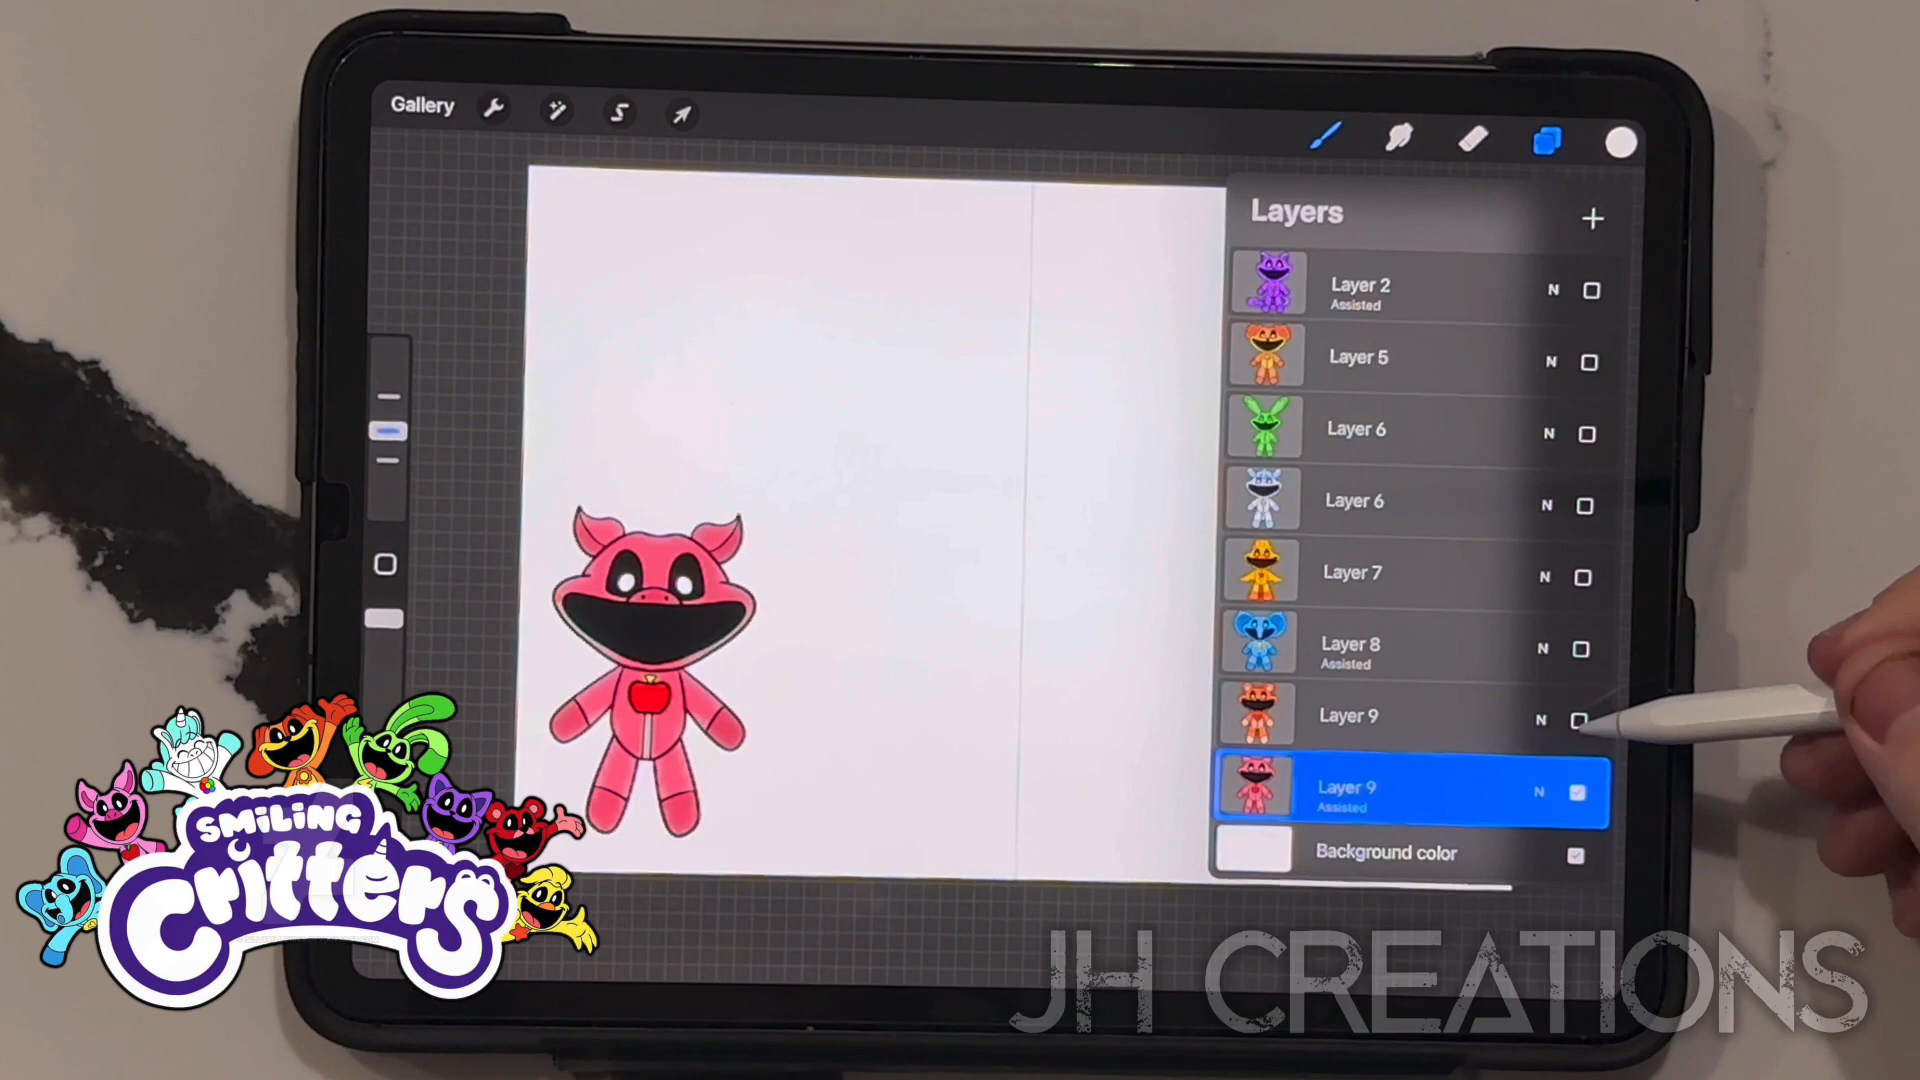 Gallery
Layers
Layer 2
Assisted
N
Layer 5
N
Layer 6
N
Layer 6
N
Layer 7
N
Layer 8
Assisted
N
Layer 9
N
Layer 9
Assisted
N
Background color
SMiLiNG
Critters
JH CREATIONS